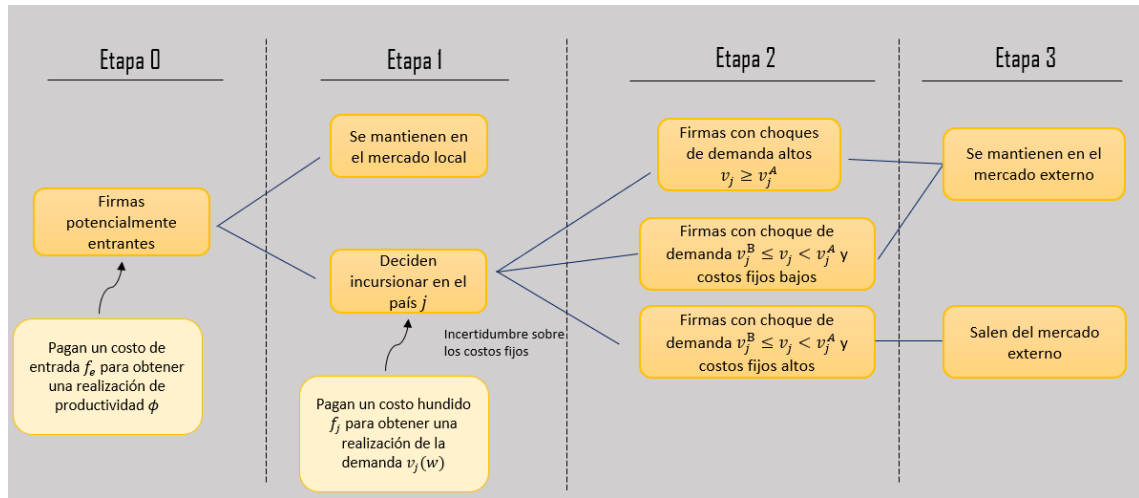 Etapa 0
Etapa 1
Etapa 2
Etapa 3
Firmas
potencialmente
entrantes
Pagan un costo de
entrada $f_e$ para obtener
una realización de
productividad $\phi$
Se mantienen en
el mercado local
Deciden
incursionar en el
país $j$
Incertidumbre sobre
los costos fijos
Pagan un costo hundido
$f_j$ para obtener una
realización de la
demanda $v_j(w)$
Firmas con choques
de demanda altos
$v_j \geq v_j^A$
Firmas con choque de
demanda $v_j^B \leq v_j < v_j^A$ y
costos fijos bajos
Firmas con choque de
demanda $v_j^B \leq v_j < v_j^A$ y
costos fijos altos
Se mantienen en el
mercado externo
Salen del mercado
externo